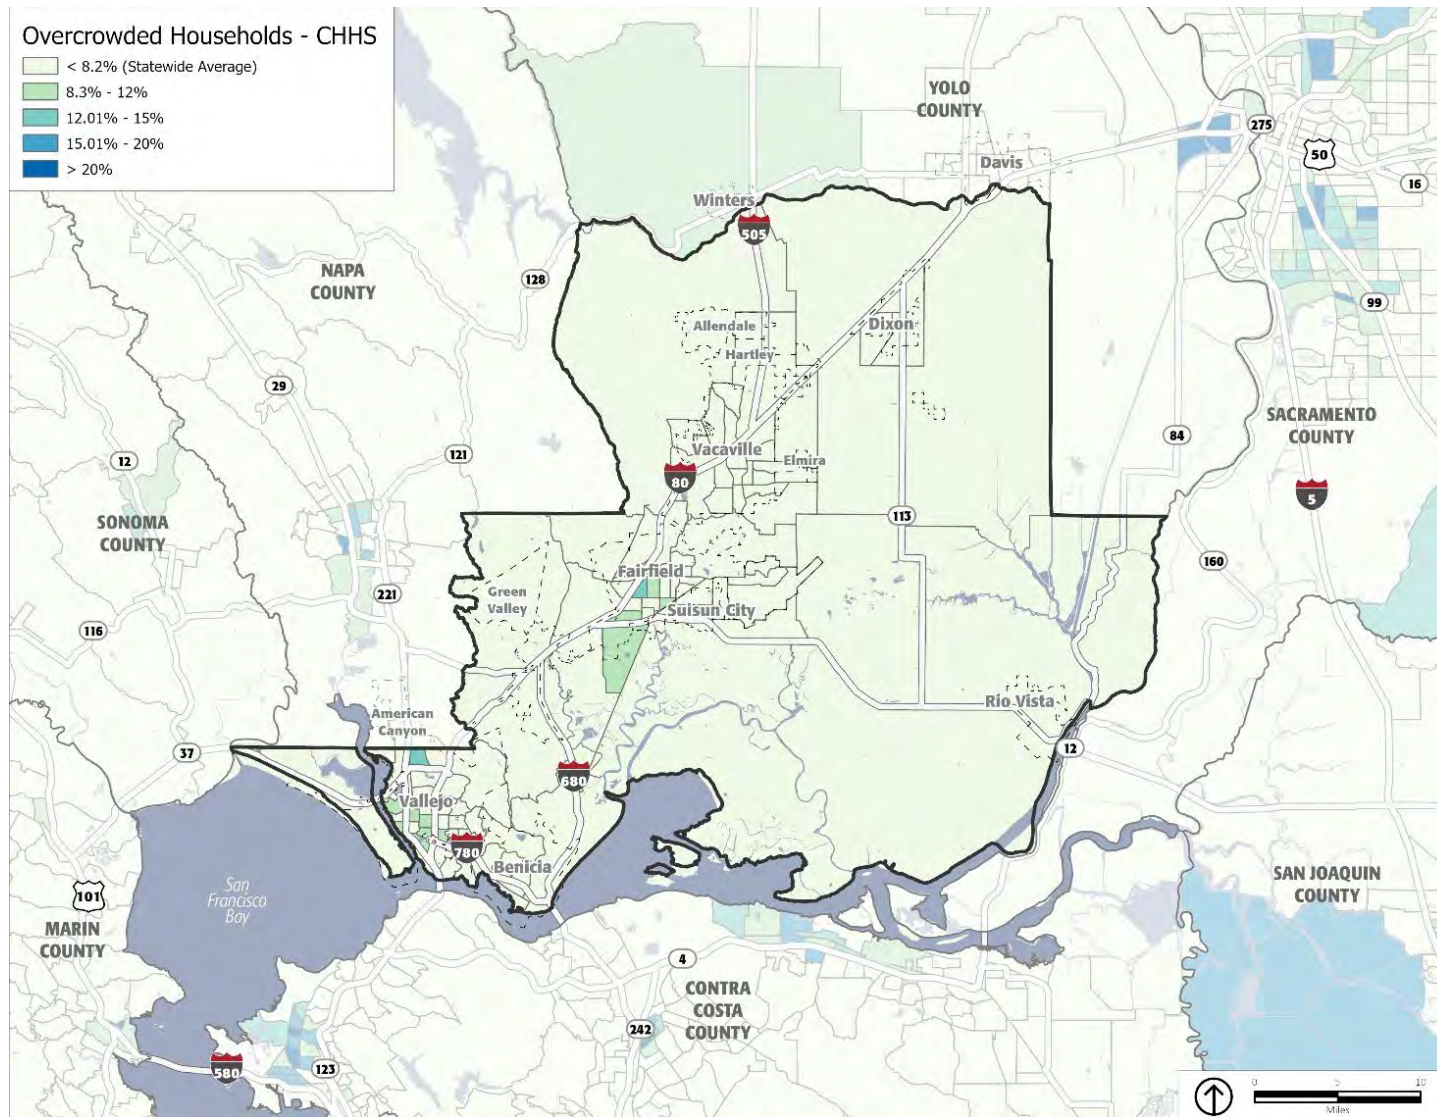 Overcrowded Households - CHHS
< 8.2% (Statewide Average)
8.3% - 12%
12.01% - 15%
15.01% - 20%
> 20%
YOLO
COUNTY
275
50
Davis
16
Winters
505
NAPA
COUNTY
128
99
Allendale
Dixon
Hartley
29
SACRAMENTO
COUNTY
84
121
Vacaville
12
Elmira
80
5
SONOMA
COUNTY
113
160
Fairfield
221
Green
Valley
Suisun City
116
Rio Vista
American
Canyon
37
12
680
Vallejo
780
Benicia
San
Francisco
Bay
101
MARIN
COUNTY
SAN JOAQUIN
COUNTY
4
CONTRA
COSTA
COUNTY
242
580
123
0
5
10
Miles